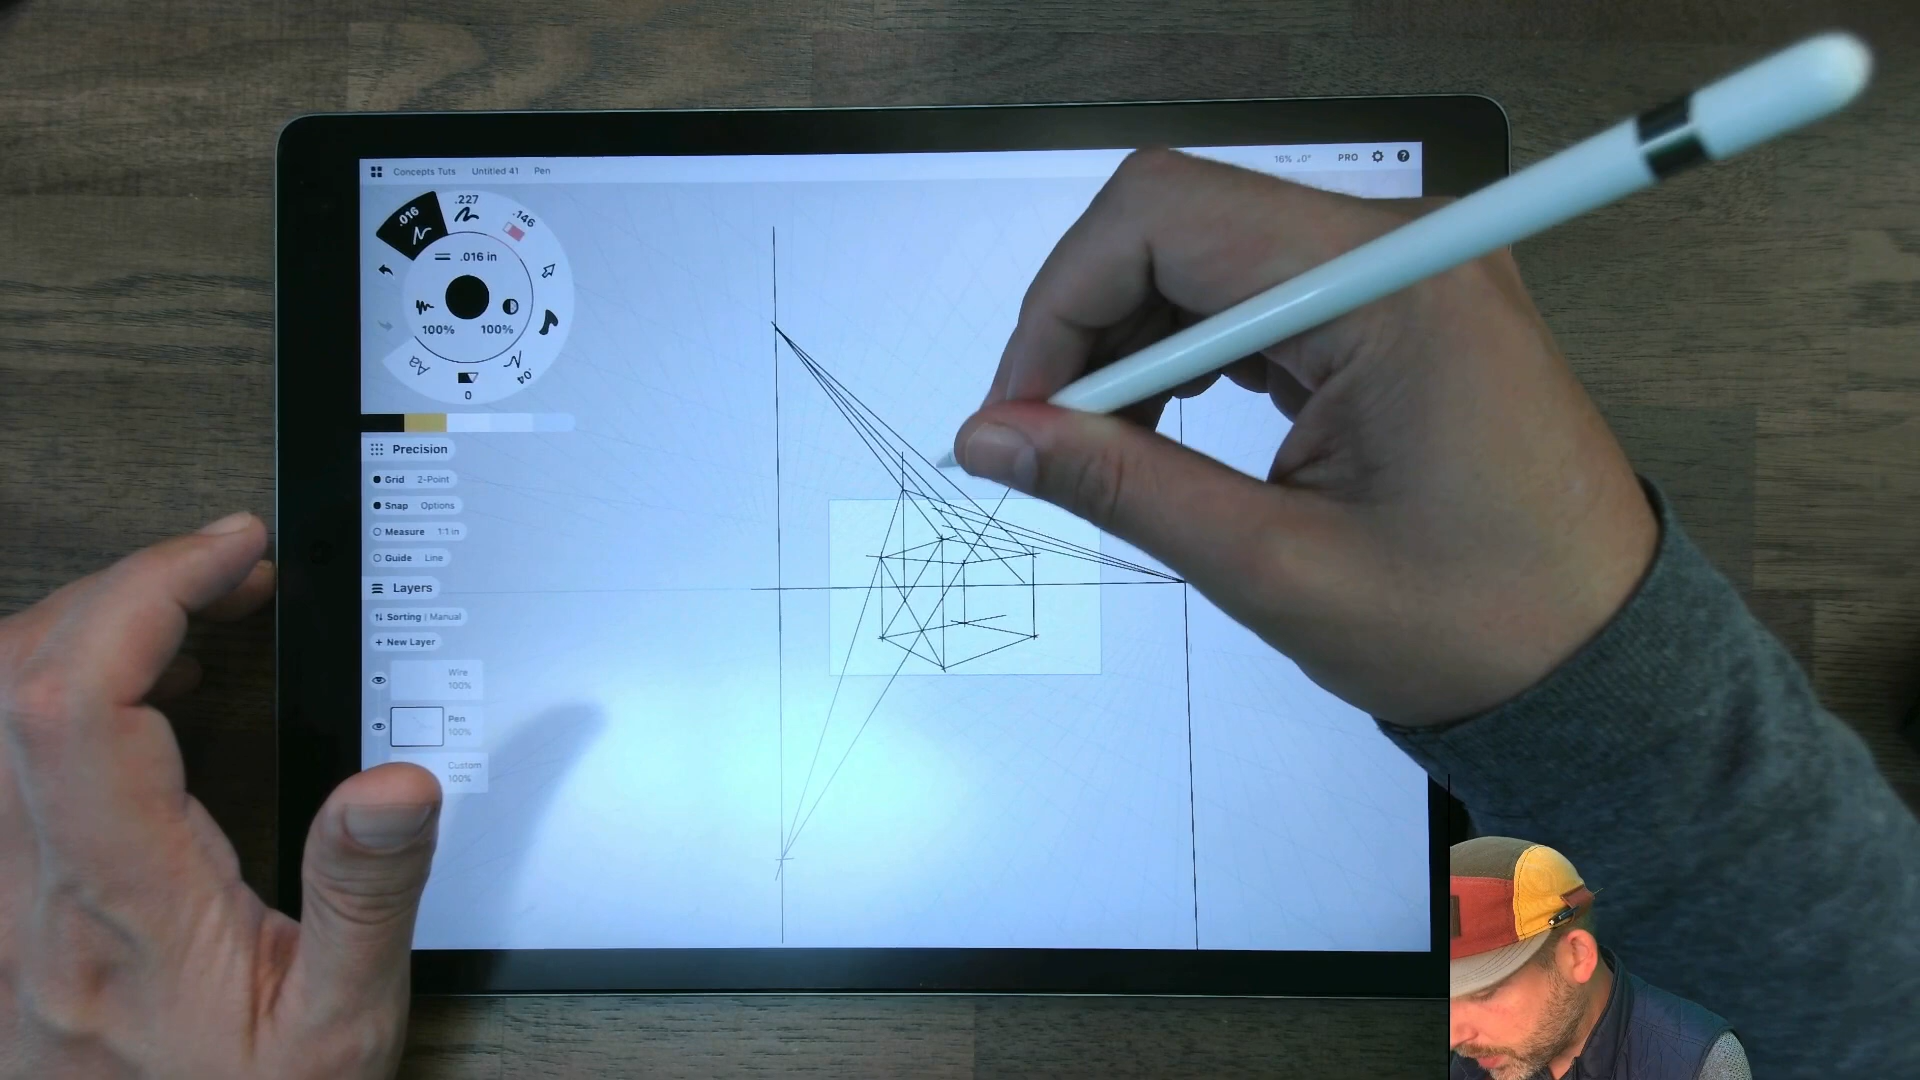 Concepts Tuts Untitled 41 Pen 16% 0° PRO ?
.016 .227 .146
.016 in
100% 100%
Aa 0 .04
Precision
Grid 2-Point
Snap Options
Measure 1:1 in
Guide Line
Layers
Sorting | Manual
+ New Layer
Wire
100%
Pen
100%
Custom
100%